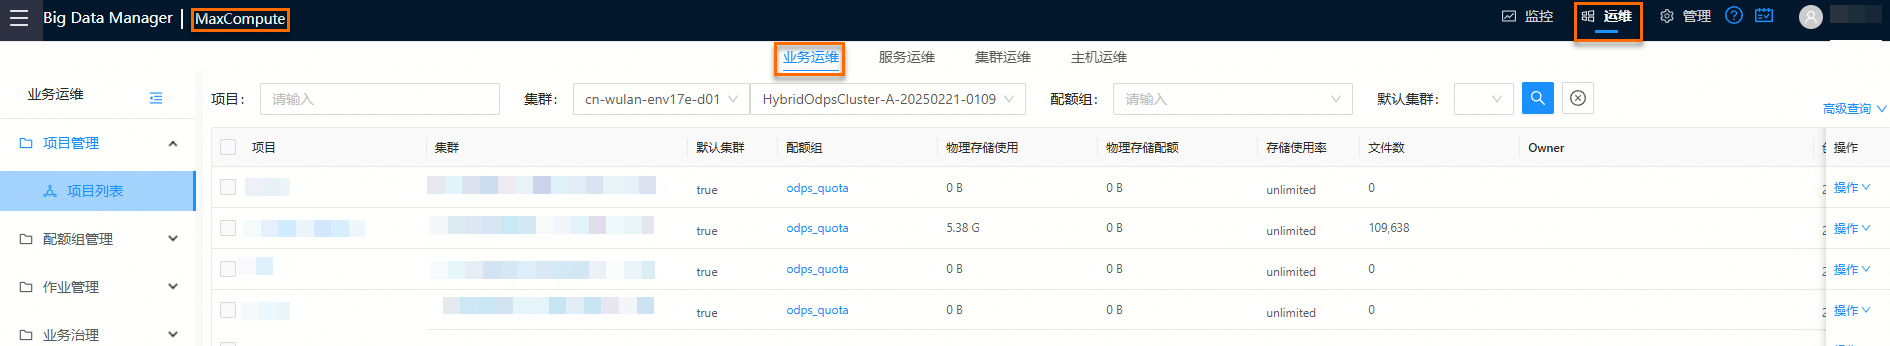 Big Data Manager | MaxCompute 监控 运维 管理
业务运维 服务运维 集群运维 主机运维
业务运维
项目管理
项目列表
配额组管理
作业管理
业务治理
项目： 请输入 集群： cn-wulan-env17e-d01 HybridOdpsCluster-A-20250221-0109 配额组： 请输入 默认集群：
高级查询
项目 集群 默认集群 配额组 物理存储使用 物理存储配额 存储使用率 文件数 Owner 操作
true odps_quota 0 B 0 B unlimited 0 操作
true odps_quota 5.38 G 0 B unlimited 109,638 操作
true odps_quota 0 B 0 B unlimited 0 操作
true odps_quota 0 B 0 B unlimited 0 操作